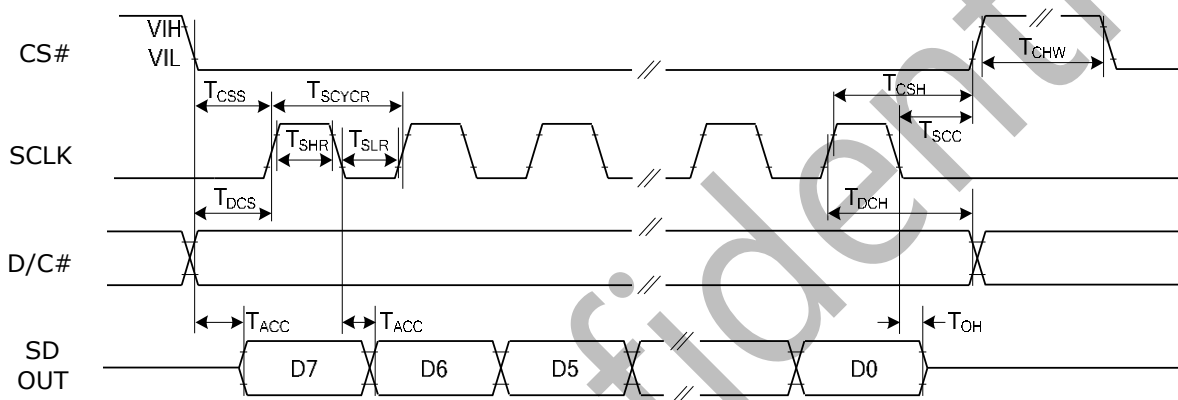 CS#
VIH
VIL
TCHW
TCSS
TSCYCR
TCSH
SCLK
TSHR
TSLR
TSCC
TDCS
TDCH
D/C#
TACC
TACC
TOH
SD
OUT
D7
D6
D5
D0
fidenti